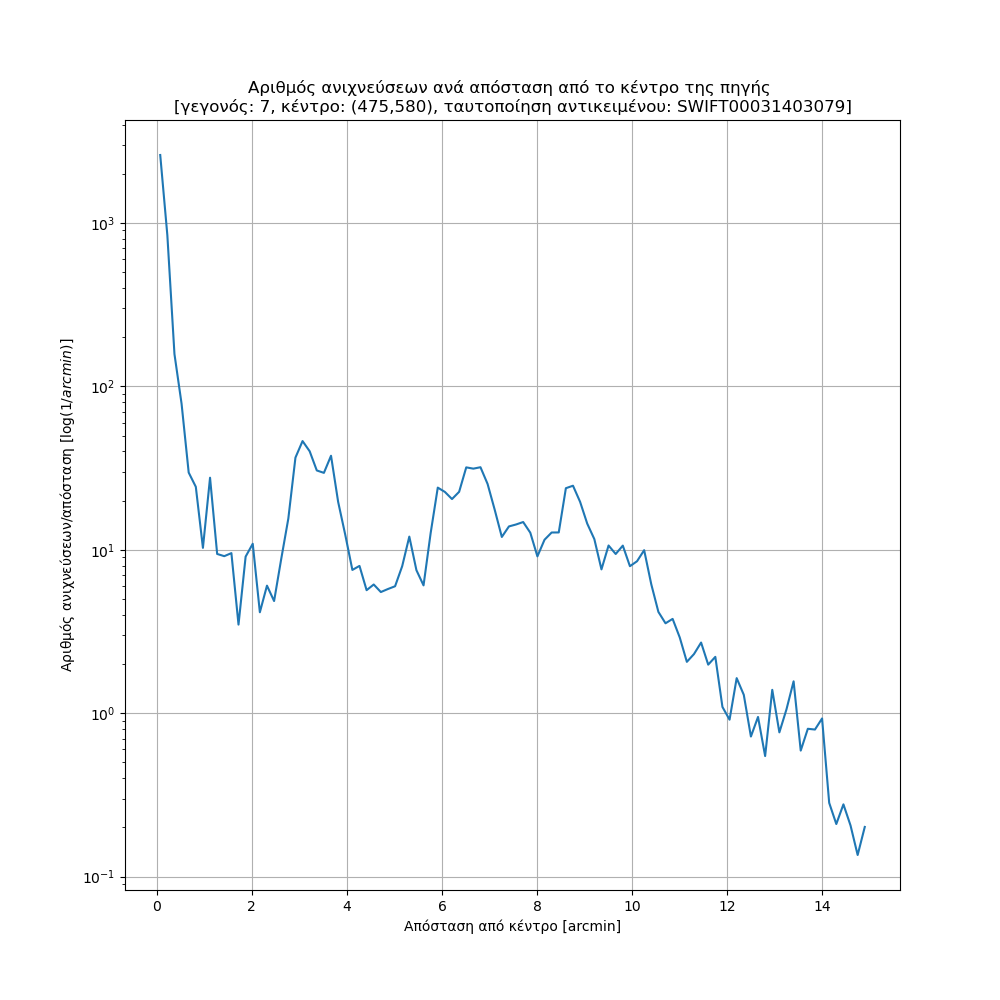 Αριθμός ανιχνεύσεων ανά απόσταση από το κέντρο της πηγής
[γεγονός: 7, κέντρο: (475,580), ταυτοποίηση αντικειμένου: SWIFT00031403079]
Αριθμός ανιχνεύσεων/απόσταση [log(1/arcmin)]
10³
10²
10¹
10⁰
10⁻¹
0 2 4 6 8 10 12 14
Απόσταση από κέντρο [arcmin]